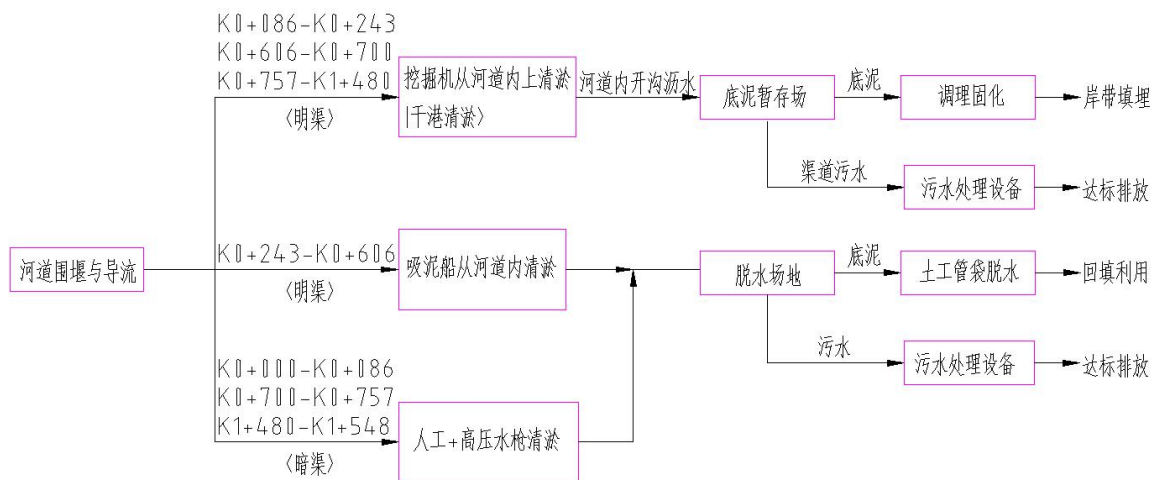 K0+086-K0+243
K0+606-K0+700
K0+757-K1+480
〈明渠〉
挖掘机从河道内上清淤
|干港清淤〉
河道内开沟沥水
底泥暂存场
底泥
调理固化
岸带填埋
渠道污水
污水处理设备
达标排放
河道围堰与导流
K0+243-K0+606
〈明渠〉
吸泥船从河道内清淤
脱水场地
底泥
土工管袋脱水
回填利用
污水
污水处理设备
达标排放
K0+000-K0+086
K0+700-K0+757
K1+480-K1+548
〈暗渠〉
人工+高压水枪清淤